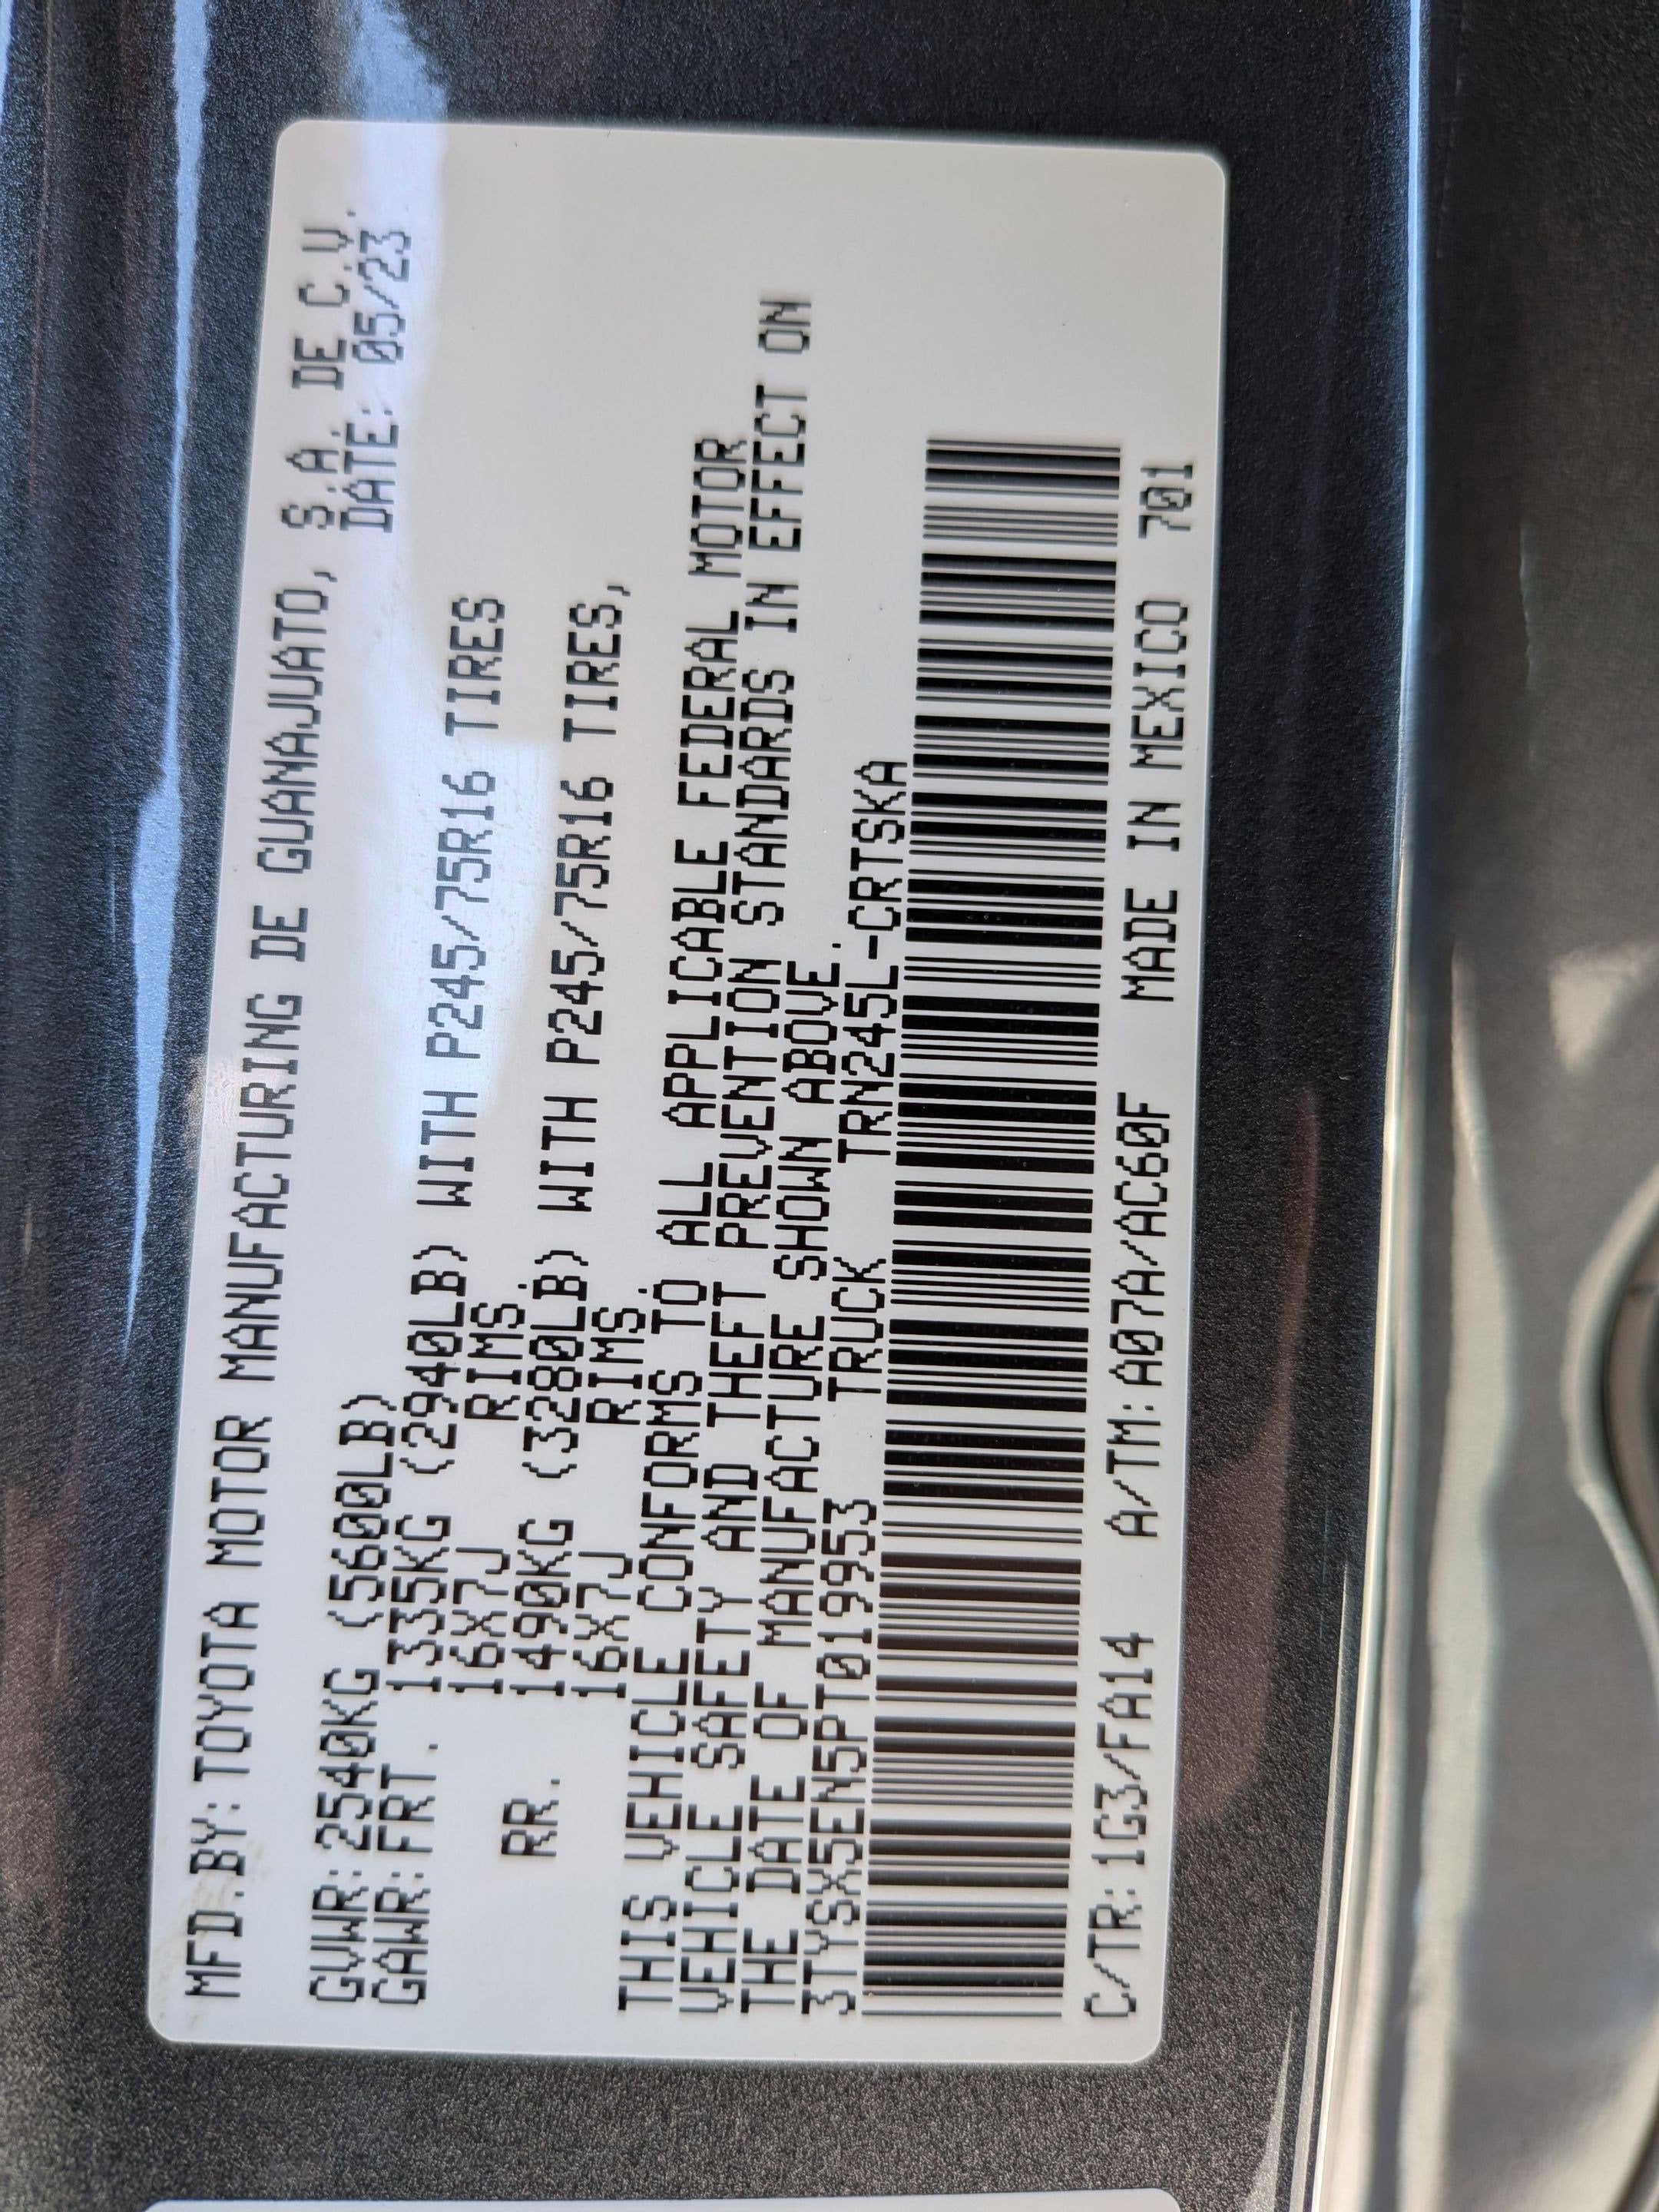 MFD.BY:TOYOTA MOTOR MANUFACTURING DE GUANAJUATO, S.A. DE C.V.
DATE: 05/23
GVWR:2540KG (5600LB)
GAWR:FRT. 1335KG (2940LB) WITH P245/75R16 TIRES
16X7J RIMS.
RR. 1490KG (3280LB) WITH P245/75R16 TIRES,
16X7J RIMS.
THIS VEHICLE CONFORMS TO ALL APPLICABLE FEDERAL MOTOR
VEHICLE SAFETY AND THEFT PREVENTION STANDARDS IN EFFECT ON
THE DATE OF MANUFACTURE SHOWN ABOVE.
3TYSX5EN5PT019953 TRUCK TRN245L-CRTSKA
C/TR:1G3/FA14 A/TM:A07A/AC60F MADE IN MEXICO 701